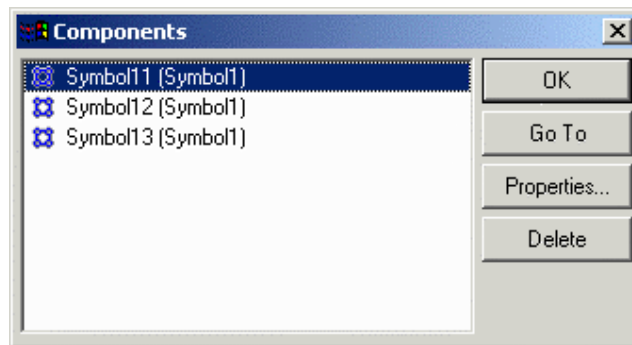 Components
Symbol11 (Symbol1)
Symbol12 (Symbol1)
Symbol13 (Symbol1)
OK
Go To
Properties...
Delete